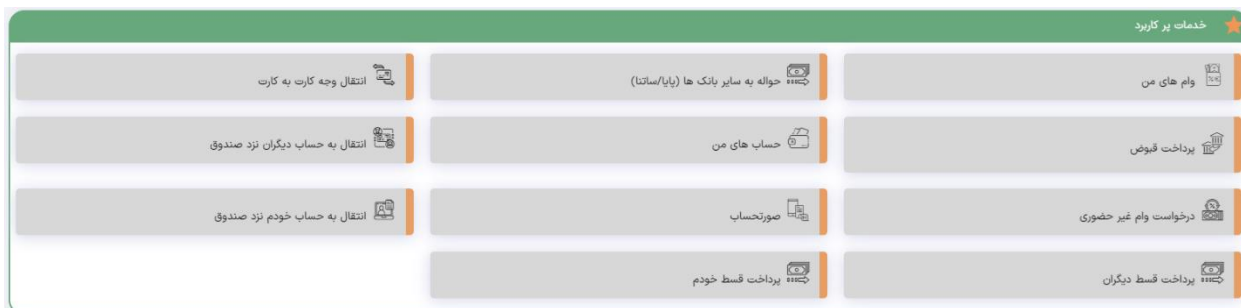 خدمات پر کاربرد
وام های من
حواله به سایر بانک ها (پایا/ساتنا)
انتقال وجه کارت به کارت
پرداخت قبوض
حساب های من
انتقال به حساب دیگران نزد صندوق
درخواست وام غیر حضوری
صورتحساب
انتقال به حساب خودم نزد صندوق
پرداخت قسط دیگران
پرداخت قسط خودم